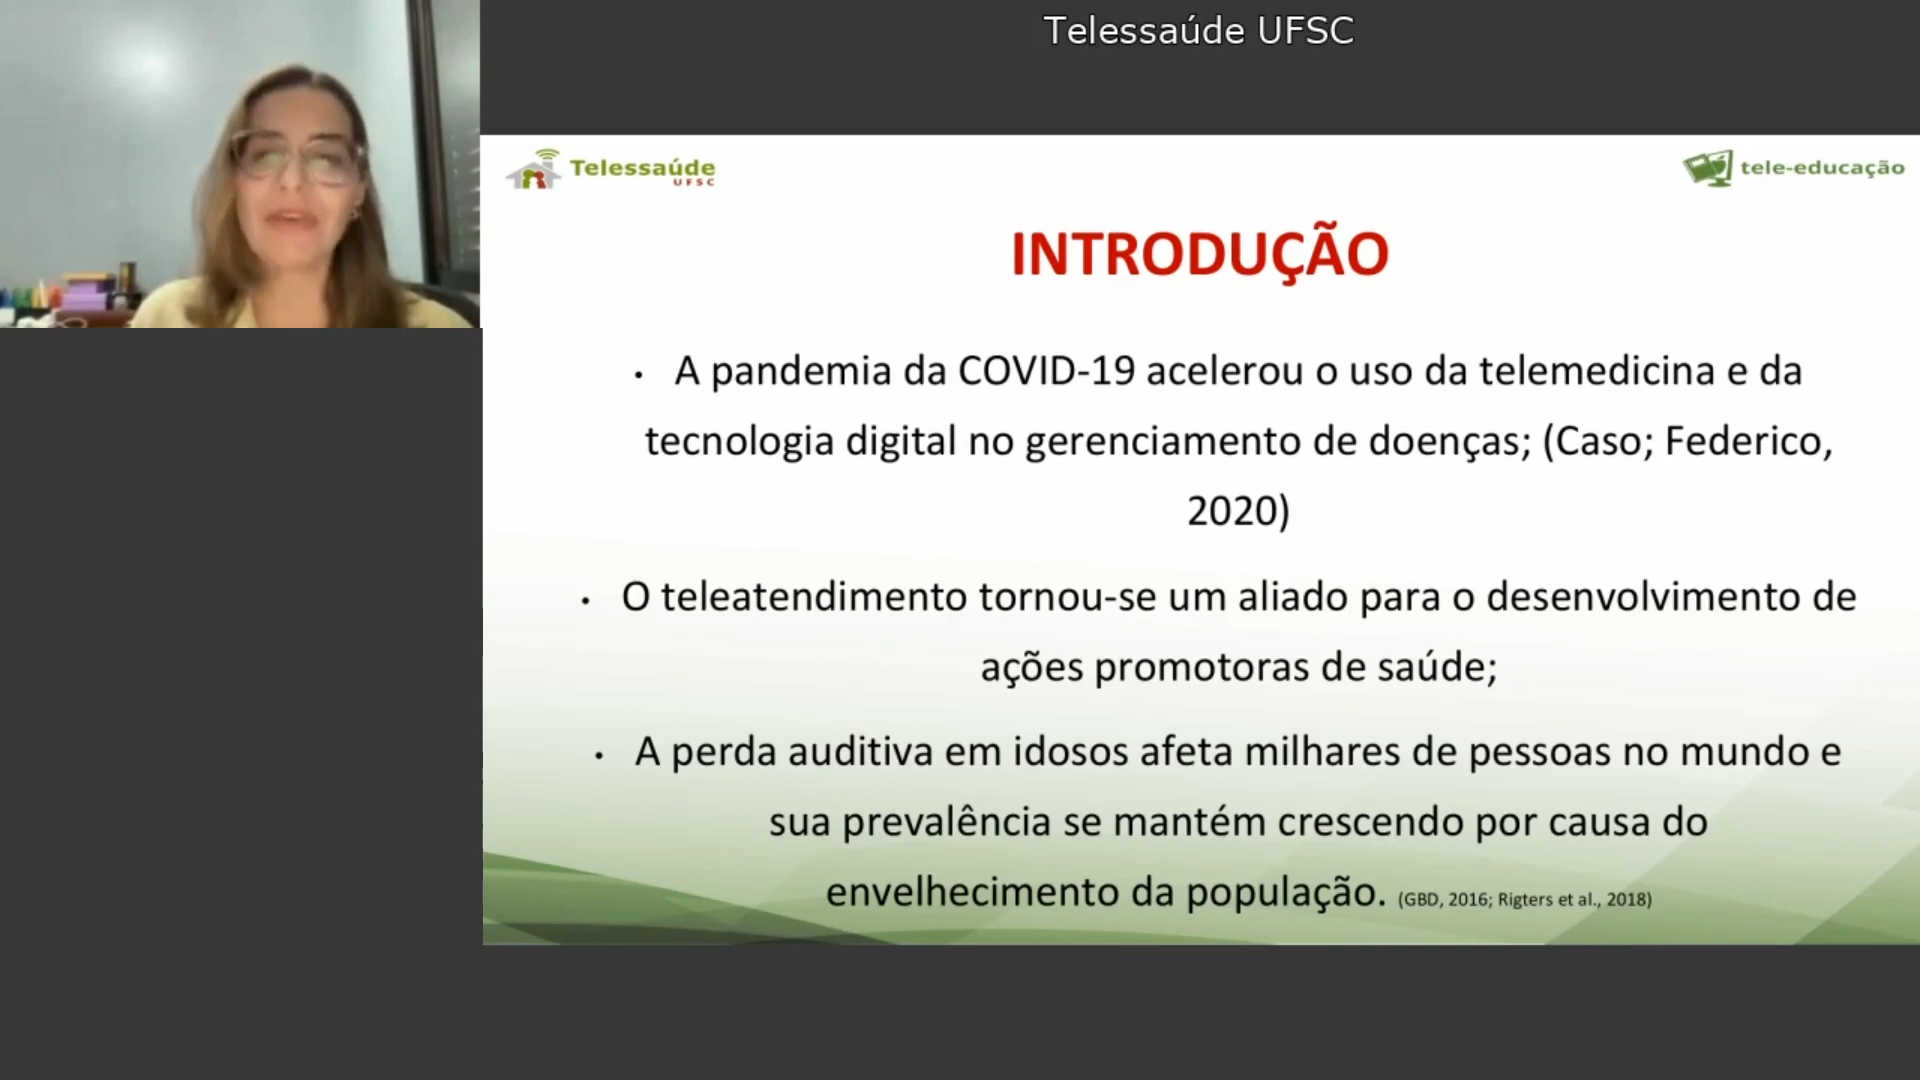 Telessaúde UFSC
Telessaúde
UFSC
tele-educação
INTRODUÇÃO
• A pandemia da COVID-19 acelerou o uso da telemedicina e da
tecnologia digital no gerenciamento de doenças; (Caso; Federico,
2020)
• O teleatendimento tornou-se um aliado para o desenvolvimento de
ações promotoras de saúde;
• A perda auditiva em idosos afeta milhares de pessoas no mundo e
sua prevalência se mantém crescendo por causa do
envelhecimento da população. (GBD, 2016; Rigters et al., 2018)